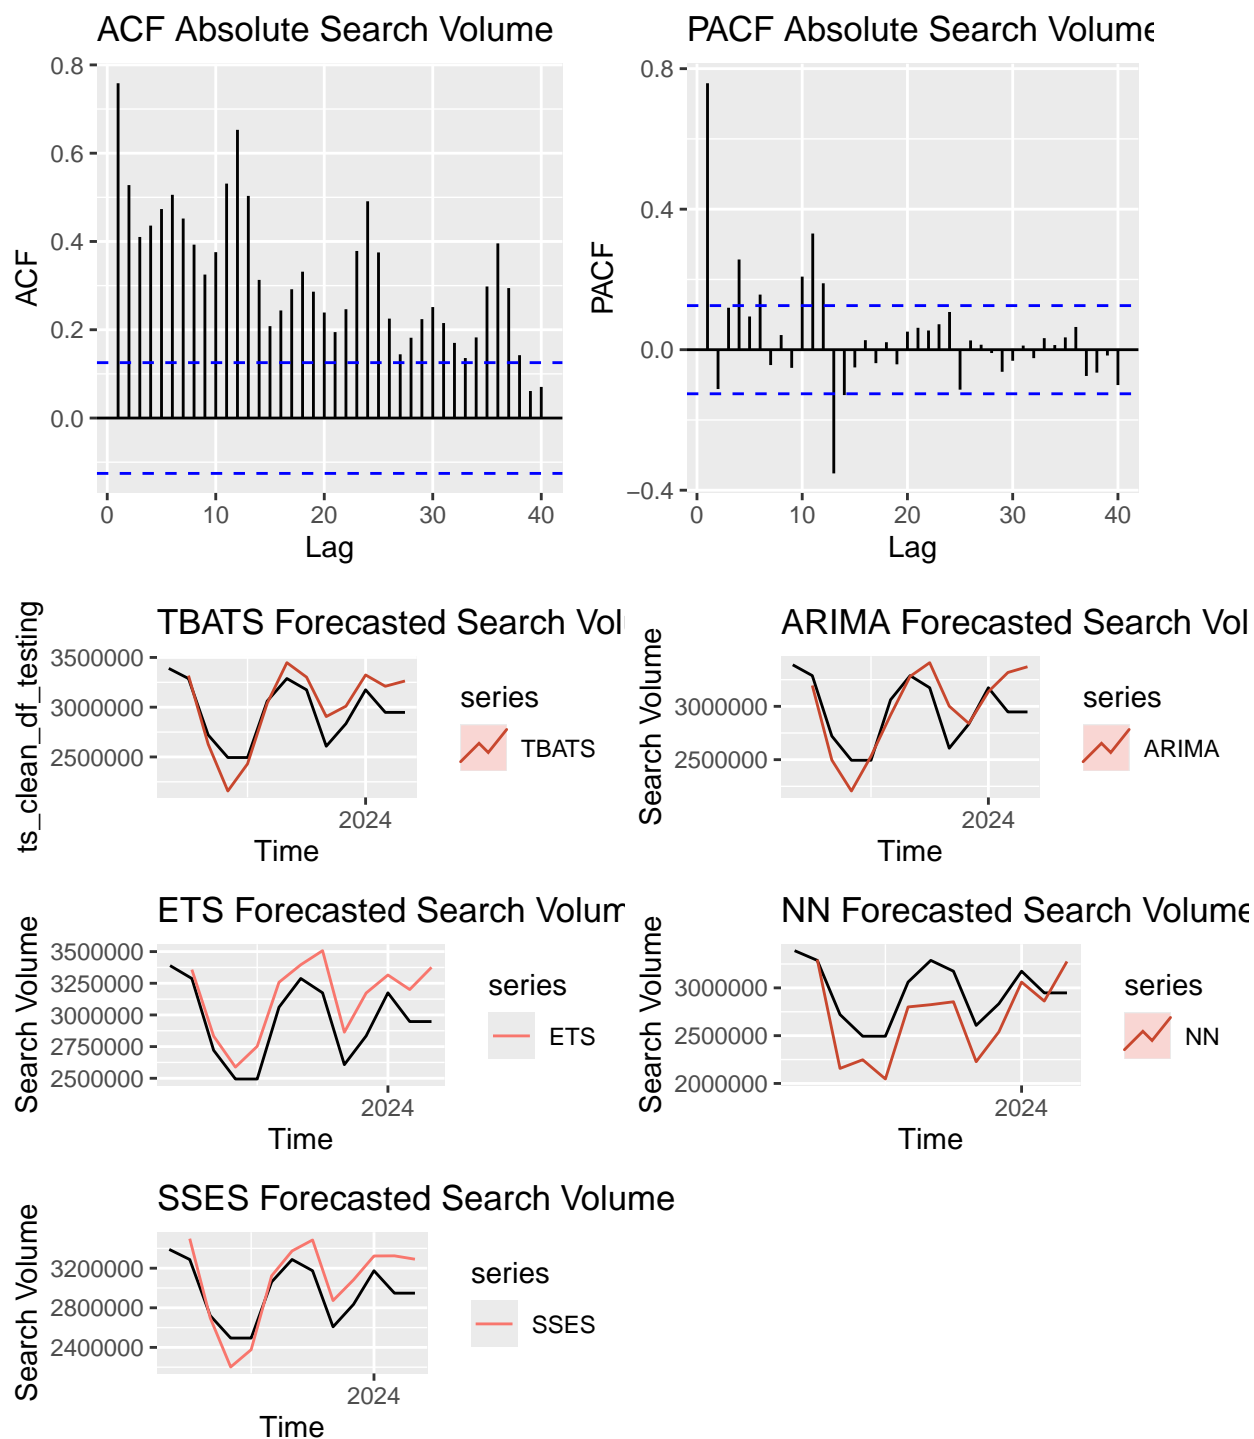 ACF Absolute Search Volume
0.8
0.6
0.4
0.2
0.0
ACF
0 10 20 30 40
Lag
PACF Absolute Search Volume
0.8
0.4
0.0
−0.4
PACF
0 10 20 30 40
Lag
TBATS Forecasted Search Vol
3500000
3000000
2500000
ts_clean_df_testing
2024
Time
series
TBATS
ARIMA Forecasted Search Vol
3000000
2500000
Search Volume
2024
Time
series
ARIMA
ETS Forecasted Search Volum
3500000
3250000
3000000
2750000
2500000
Search Volume
2024
Time
series
ETS
NN Forecasted Search Volume
3000000
2500000
2000000
Search Volume
2024
Time
series
NN
SSES Forecasted Search Volume
3200000
2800000
2400000
Search Volume
2024
Time
series
SSES